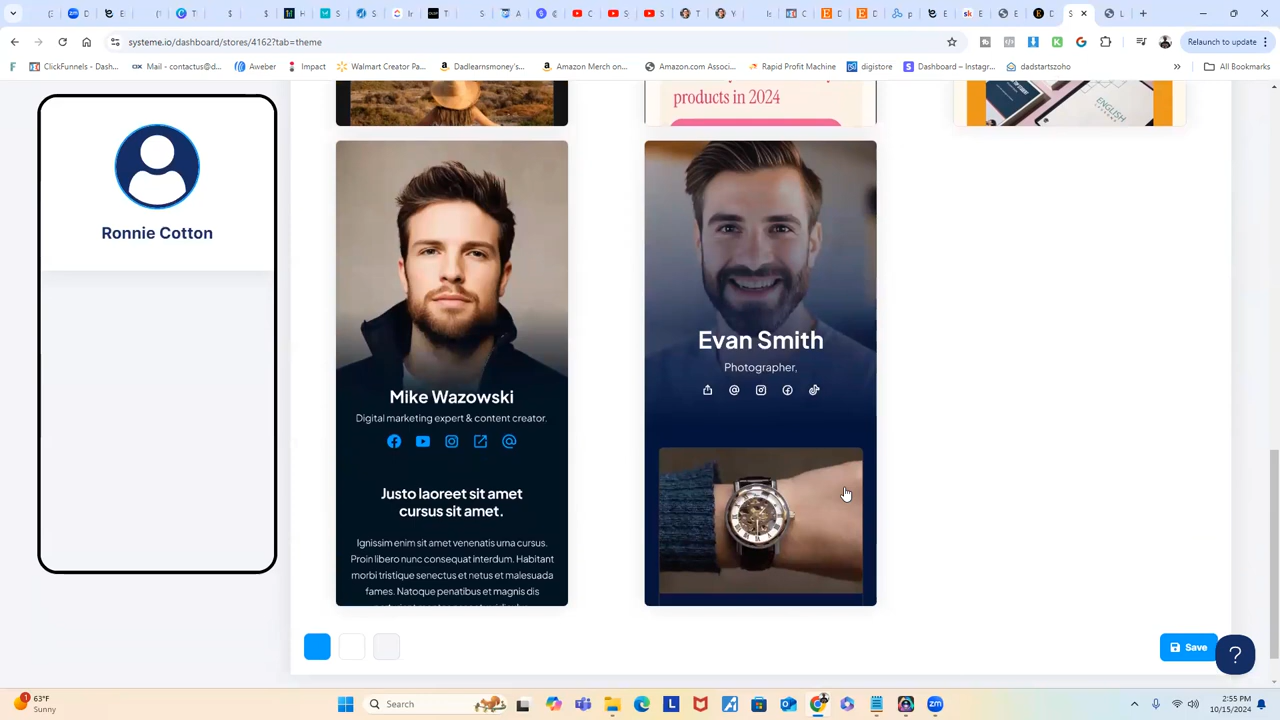 systeme.io/dashboard/stores/4162?tab=theme
Relaunch to update
ClickFunnels - Dash...
Mail - contactus@d...
Aweber
Impact
Walmart Creator Pa...
Dadlearnsmoney's...
Amazon Merch on...
Amazon.com Associ...
Rapid Profit Machine
digistore
Dashboard – Instagr...
dadstartszoho
All Bookmarks
products in 2024
ENGLISH
Ronnie Cotton
Mike Wazowski
Digital marketing expert & content creator.
Justo laoreet sit amet
cursus sit amet.
Ignissim enim sit amet venenatis urna cursus.
Proin libero nunc consequat interdum. Habitant
morbi tristique senectus et netus et malesuada
fames. Natoque penatibus et magnis dis
Evan Smith
Photographer,
Save
?
63°F
Sunny
Search
2:55 PM
10/15/2024